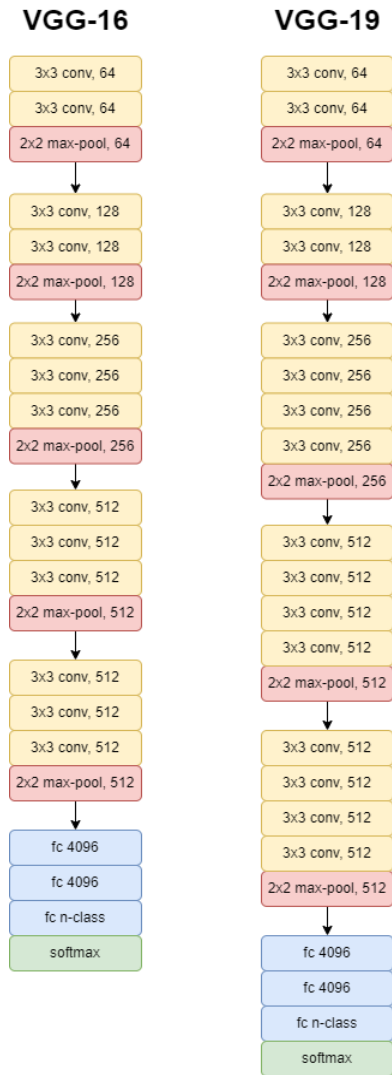 VGG-16
3x3 conv, 64
3x3 conv, 64
2x2 max-pool, 64
3x3 conv, 128
3x3 conv, 128
2x2 max-pool, 128
3x3 conv, 256
3x3 conv, 256
3x3 conv, 256
2x2 max-pool, 256
3x3 conv, 512
3x3 conv, 512
3x3 conv, 512
2x2 max-pool, 512
3x3 conv, 512
3x3 conv, 512
3x3 conv, 512
2x2 max-pool, 512
fc 4096
fc 4096
fc n-class
softmax
VGG-19
3x3 conv, 64
3x3 conv, 64
2x2 max-pool, 64
3x3 conv, 128
3x3 conv, 128
2x2 max-pool, 128
3x3 conv, 256
3x3 conv, 256
3x3 conv, 256
3x3 conv, 256
2x2 max-pool, 256
3x3 conv, 512
3x3 conv, 512
3x3 conv, 512
3x3 conv, 512
2x2 max-pool, 512
3x3 conv, 512
3x3 conv, 512
3x3 conv, 512
3x3 conv, 512
2x2 max-pool, 512
fc 4096
fc 4096
fc n-class
softmax